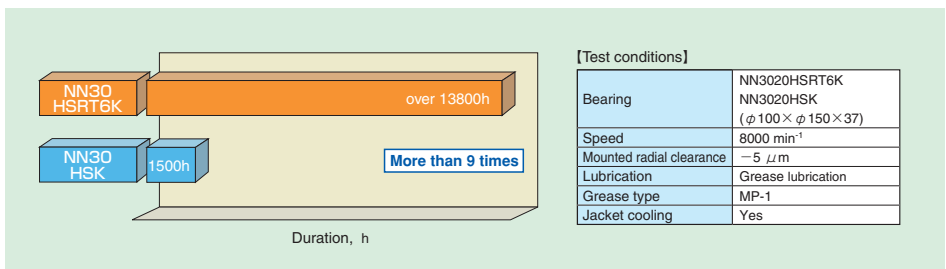 NN30
HSRT6K
over 13800h
NN30
HSK
1500h
More than 9 times
Duration, h
【Test conditions】
Bearing
NN3020HSRT6K
NN3020HSK
(φ100×φ150×37)
Speed 8000 min⁻¹
Mounted radial clearance −5 μm
Lubrication Grease lubrication
Grease type MP-1
Jacket cooling Yes